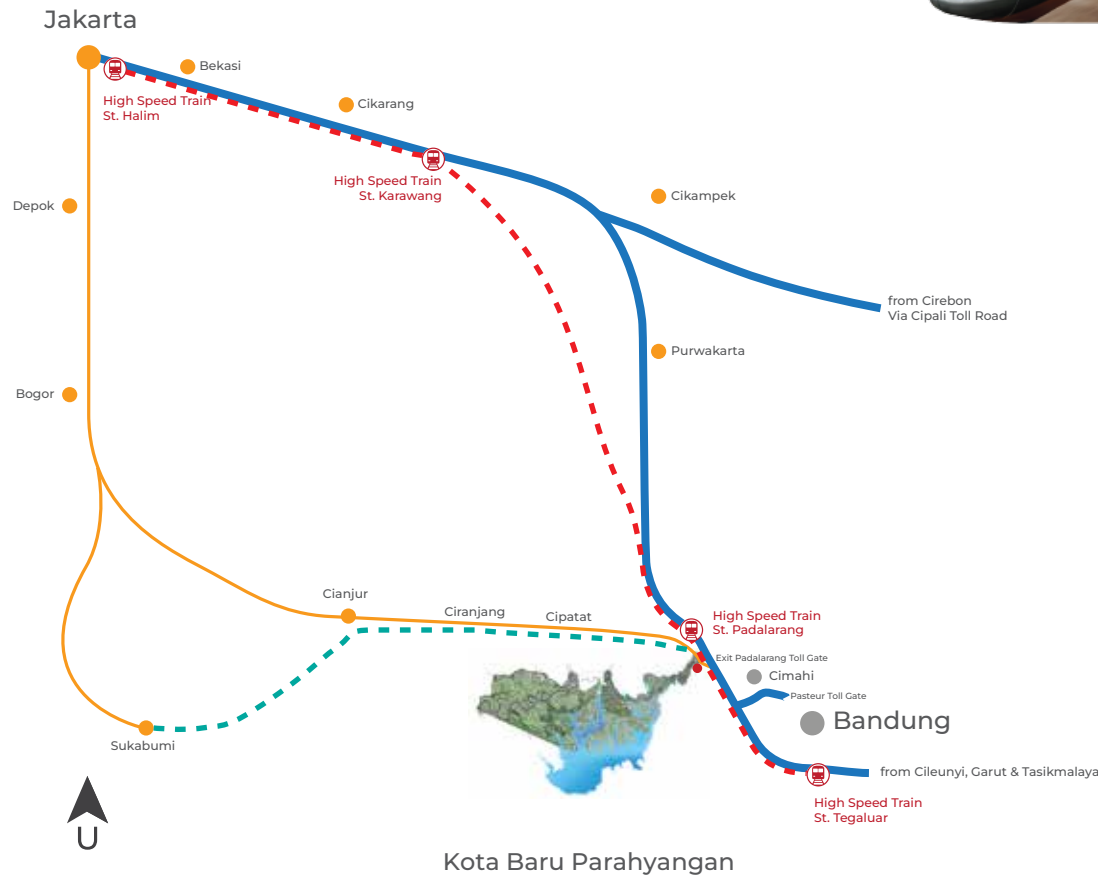 Jakarta
Bekasi
High Speed Train
St. Halim
Cikarang
High Speed Train
St. Karawang
Cikampek
Depok
from Cirebon
Via Cipali Toll Road
Purwakarta
Bogor
Cianjur
Ciranjang
Cipatat
High Speed Train
St. Padalarang
Exit Padalarang Toll Gate
Cimahi
Pasteur Toll Gate
Bandung
Sukabumi
from Cileunyi, Garut & Tasikmalaya
High Speed Train
St. Tegaluar
U
Kota Baru Parahyangan